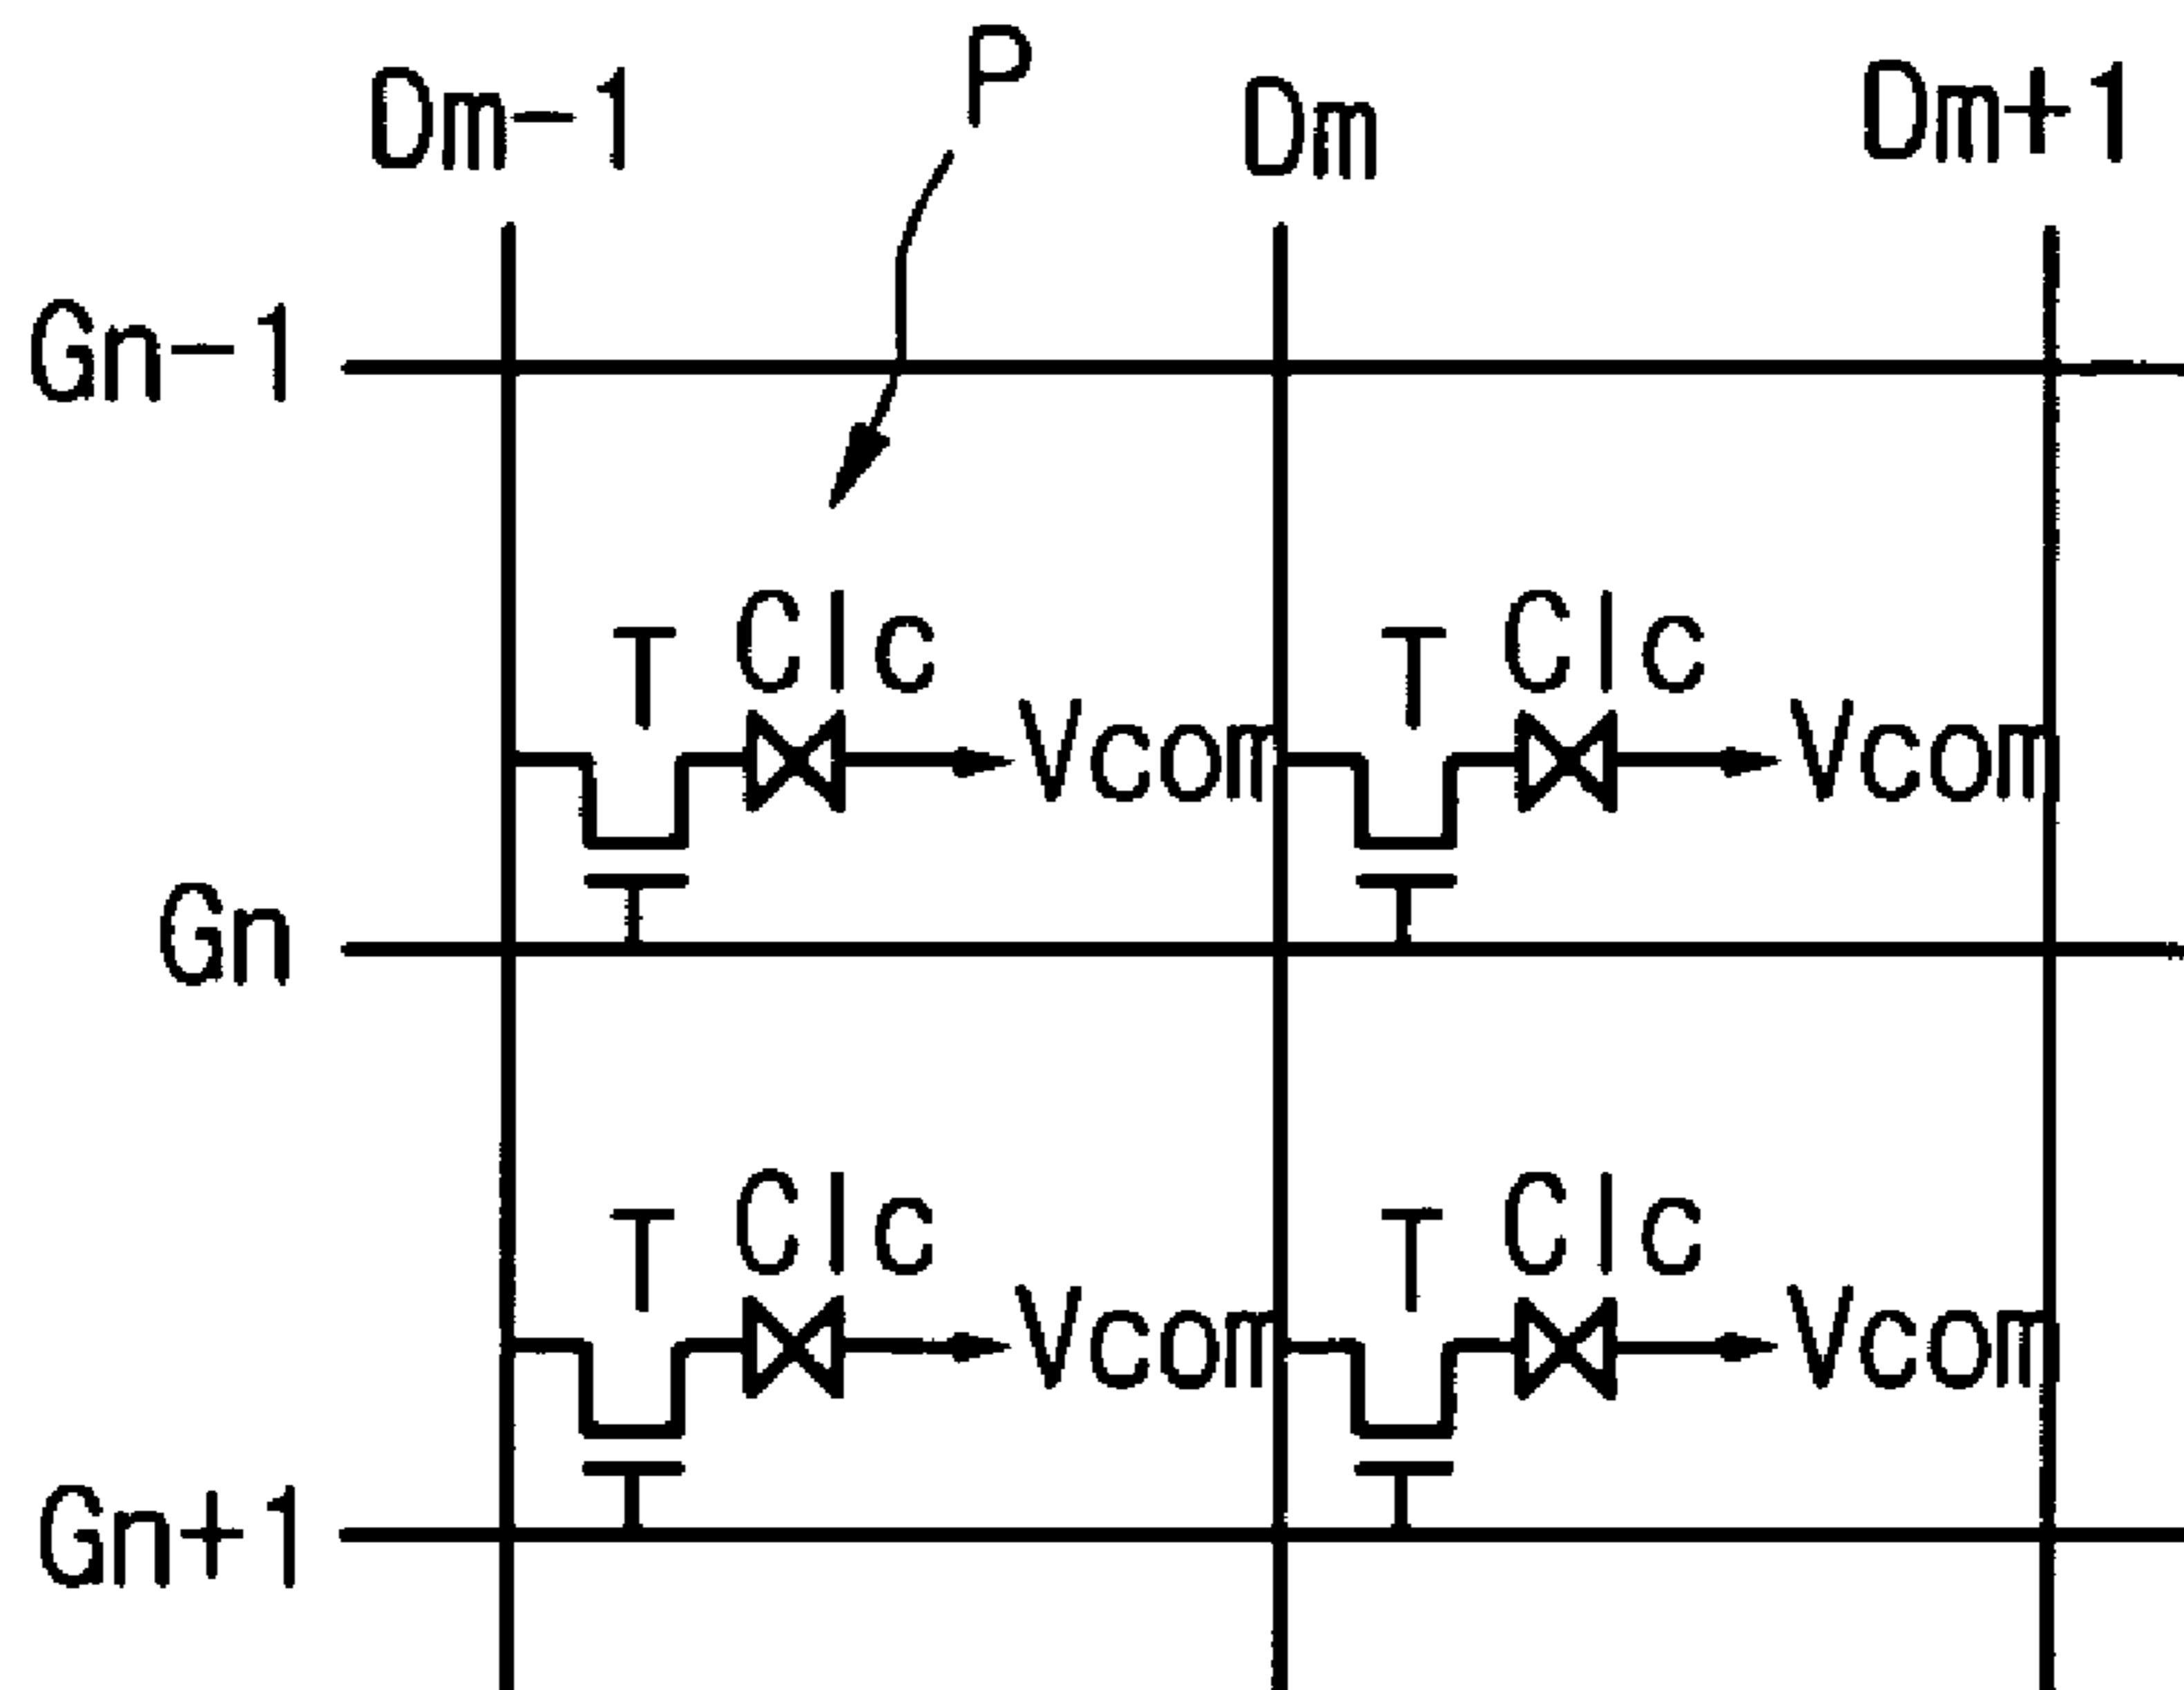 P
Dm-1 Dm Dm+1
Gn-1
T Clc T Clc
Vcom Vcom
Gn
T Clc T Clc
Vcom Vcom
Gn+1